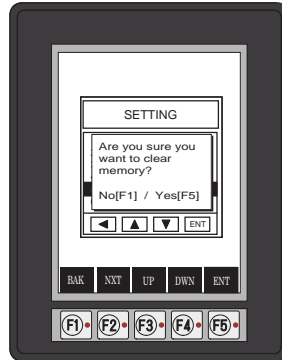 SETTING
Are you sure you
want to clear
memory?
No[F1] / Yes[F5]
ENT
BAK NXT UP DWN ENT
F1 F2 F3 F4 F5